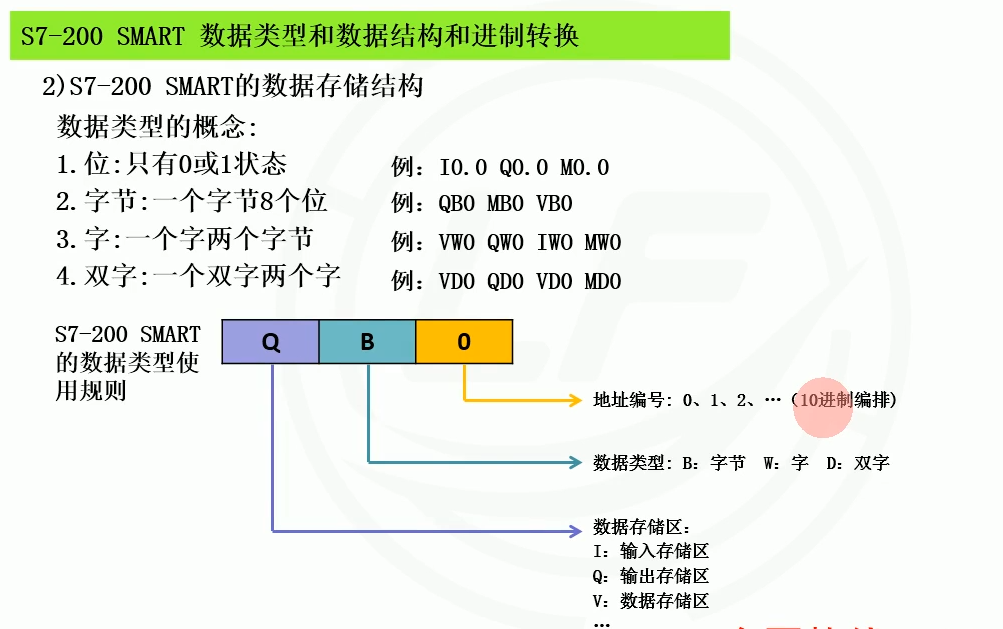 S7-200 SMART 数据类型和数据结构和进制转换
2)S7-200 SMART的数据存储结构
数据类型的概念:
1.位:只有0或1状态 例: I0.0 Q0.0 M0.0
2.字节:一个字节8个位 例: QB0 MB0 VB0
3.字:一个字两个字节 例: VW0 QW0 IW0 MW0
4.双字:一个双字两个字 例: VD0 QD0 VD0 MD0
S7-200 SMART
的数据类型使
用规则
Q B 0
地址编号: 0、1、2、…(10进制编排)
数据类型: B: 字节 W: 字 D: 双字
数据存储区:
I: 输入存储区
Q: 输出存储区
V: 数据存储区
…